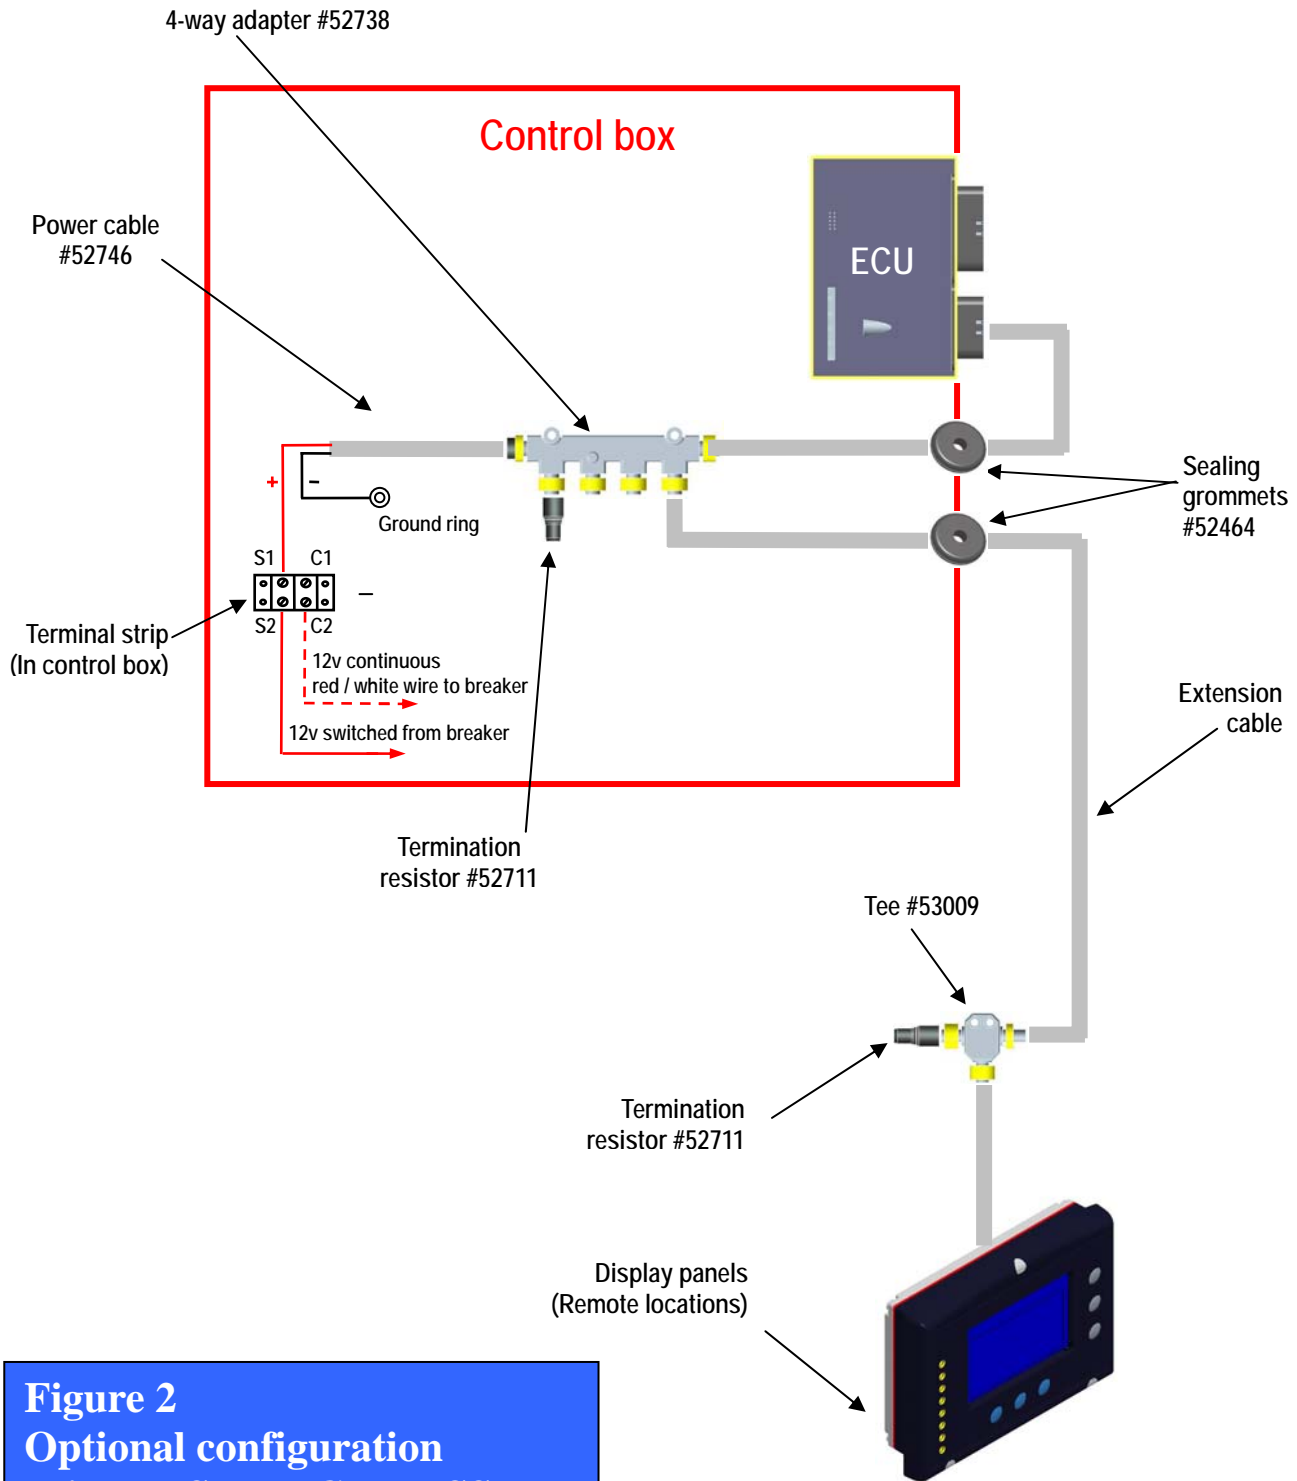 4-way adapter #52738
Control box
ECU
Power cable
#52746
+
–
Ground ring
Sealing
grommets
#52464
S1 C1
–
S2 C2
Terminal strip
(In control box)
12v continuous
red / white wire to breaker
12v switched from breaker
Extension
cable
Termination
resistor #52711
Tee #53009
Termination
resistor #52711
Display panels
(Remote locations)
Figure 2
Optional configuration